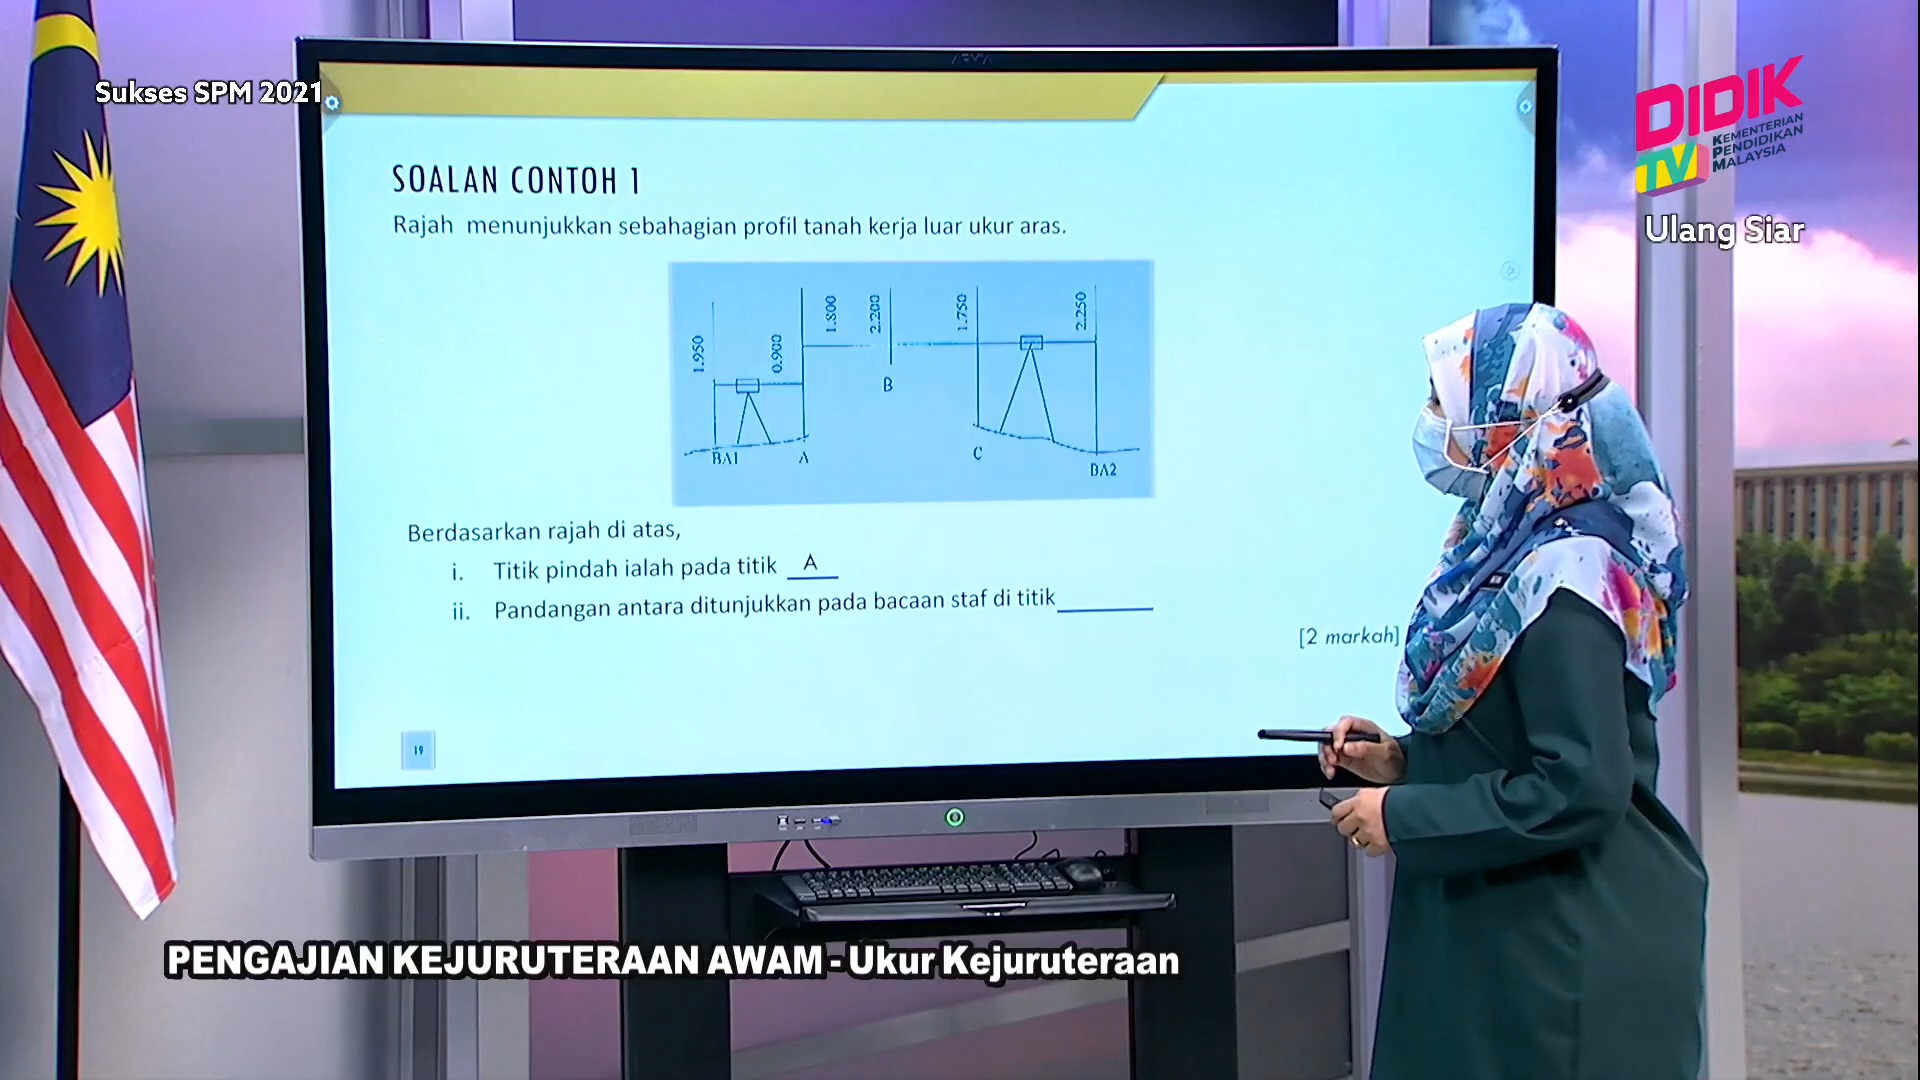 Sukses SPM 2021
DIDIK
TV
KEMENTERIAN
PENDIDIKAN
MALAYSIA
Ulang Siar
SOALAN CONTOH 1
Rajah menunjukkan sebahagian profil tanah kerja luar ukur aras.
1.950
0.900
1.800
2.200
1.750
2.250
B
BA1
A
C
BA2
Berdasarkan rajah di atas,
i. Titik pindah ialah pada titik A
ii. Pandangan antara ditunjukkan pada bacaan staf di titik
[2 markah]
19
PENGAJIAN KEJURUTERAAN AWAM - Ukur Kejuruteraan